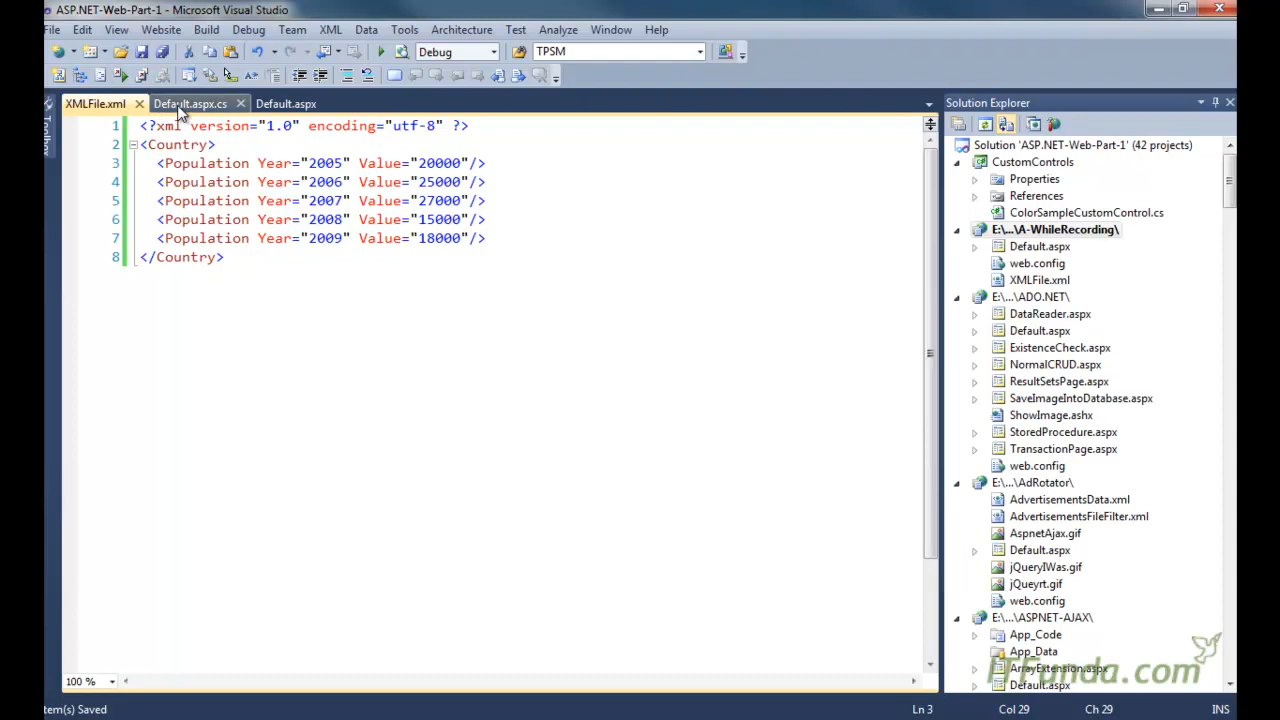 ASP.NET-Web-Part-1 - Microsoft Visual Studio
File Edit View Website Build Debug Team XML Data Tools Architecture Test Analyze Window Help
Debug TPSM
XMLFile.xml Default.aspx.cs Default.aspx
Toolbox
1 <?xml version="1.0" encoding="utf-8" ?>
2 <Country>
3 <Population Year="2005" Value="20000"/>
4 <Population Year="2006" Value="25000"/>
5 <Population Year="2007" Value="27000"/>
6 <Population Year="2008" Value="15000"/>
7 <Population Year="2009" Value="18000"/>
8 </Country>
100 %
Solution Explorer
Solution 'ASP.NET-Web-Part-1' (42 projects)
CustomControls
Properties
References
ColorSampleCustomControl.cs
E:\...\A-WhileRecording\
Default.aspx
web.config
XMLFile.xml
E:\...\ADO.NET\
DataReader.aspx
Default.aspx
ExistenceCheck.aspx
NormalCRUD.aspx
ResultSetsPage.aspx
SaveImageIntoDatabase.aspx
ShowImage.ashx
StoredProcedure.aspx
TransactionPage.aspx
web.config
E:\...\AdRotator\
AdvertisementsData.xml
AdvertisementsFileFilter.xml
AspnetAjax.gif
Default.aspx
jQueryIWas.gif
jQueyrt.gif
web.config
E:\...\ASPNET-AJAX\
App_Code
App_Data
ArrayExtension.aspx
Default.aspx
ITFunda.com
tem(s) Saved Ln 3 Col 29 Ch 29 INS